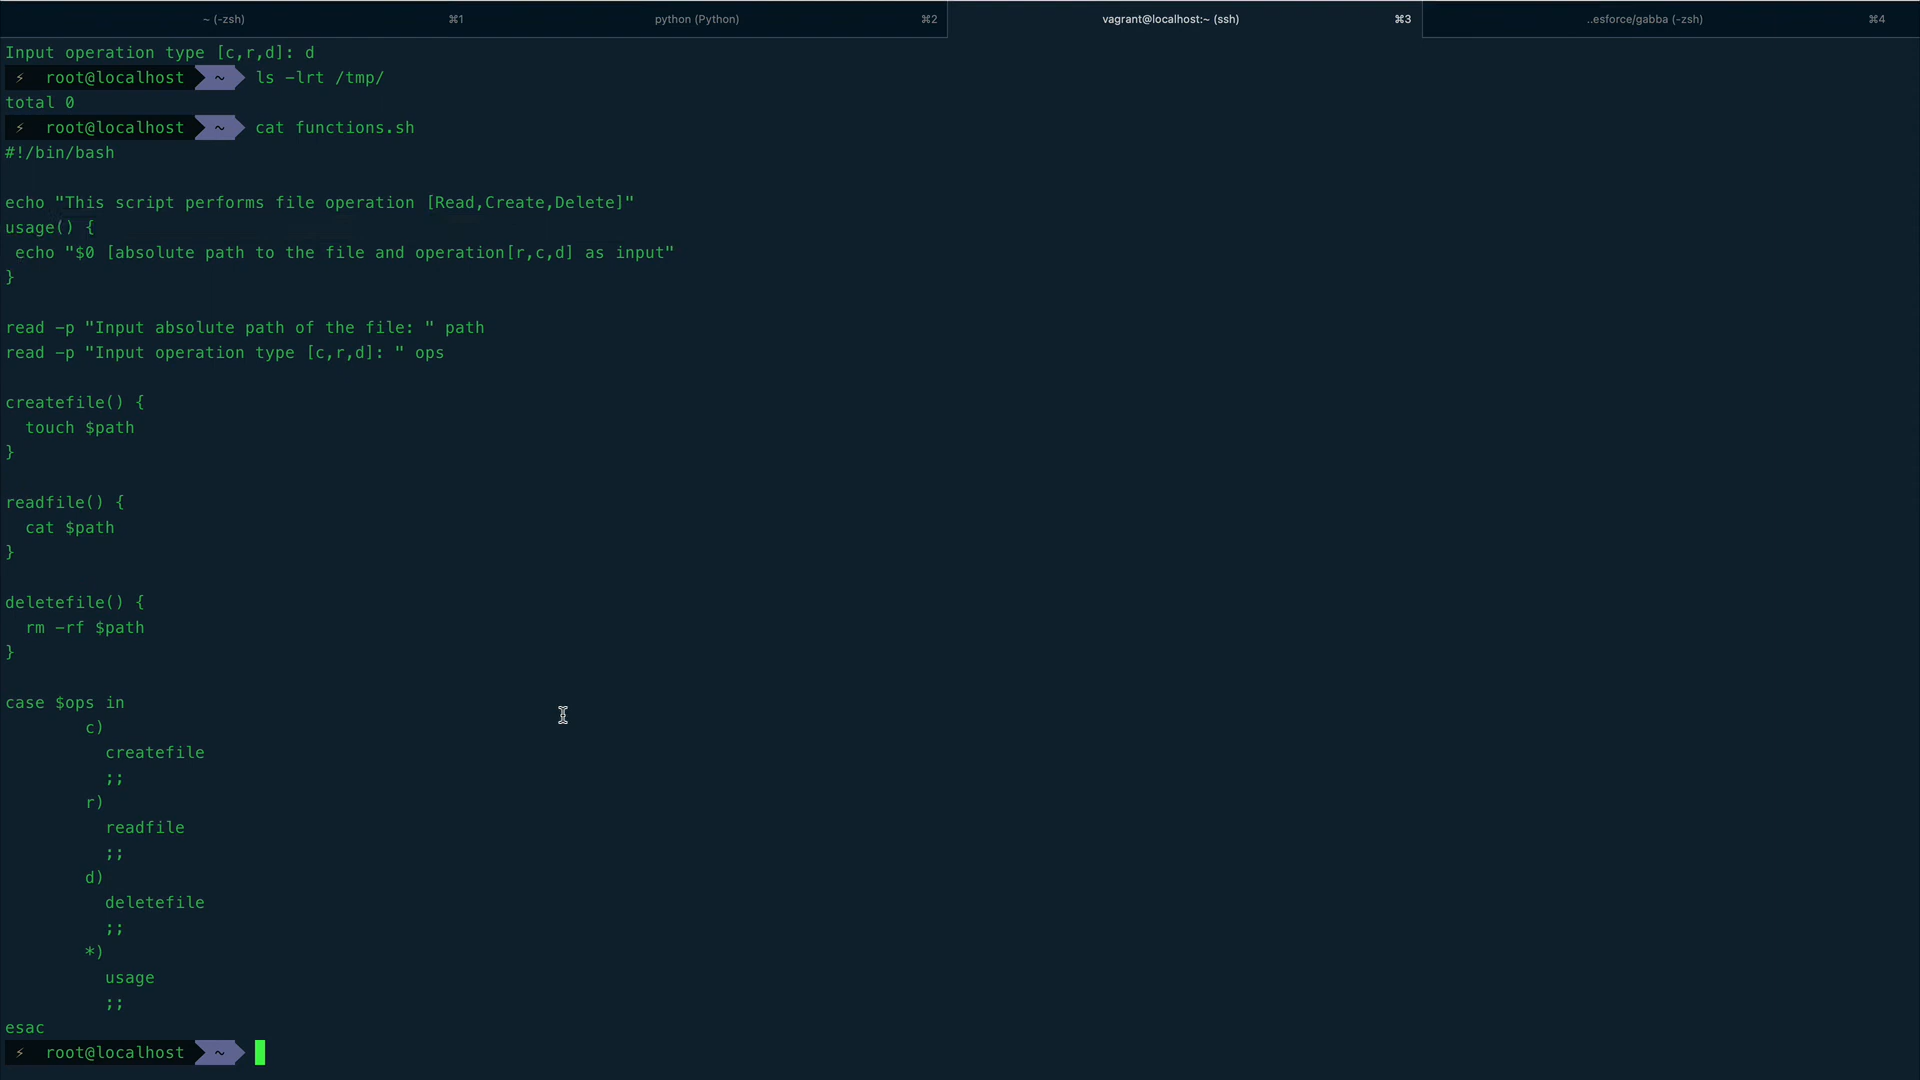 ~ (-zsh) ⌘1 python (Python) ⌘2 vagrant@localhost:~ (ssh) ⌘3 ..esforce/gabba (-zsh) ⌘4
Input operation type [c,r,d]: d
⚡ root@localhost ~ ls -lrt /tmp/
total 0
⚡ root@localhost ~ cat functions.sh
#!/bin/bash
echo "This script performs file operation [Read,Create,Delete]"
usage() {
 echo "$0 [absolute path to the file and operation[r,c,d] as input"
}
read -p "Input absolute path of the file: " path
read -p "Input operation type [c,r,d]: " ops
createfile() {
  touch $path
}
readfile() {
  cat $path
}
deletefile() {
  rm -rf $path
}
case $ops in
        c)
          createfile
          ;;
        r)
          readfile
          ;;
        d)
          deletefile
          ;;
        *)
          usage
          ;;
esac
⚡ root@localhost ~